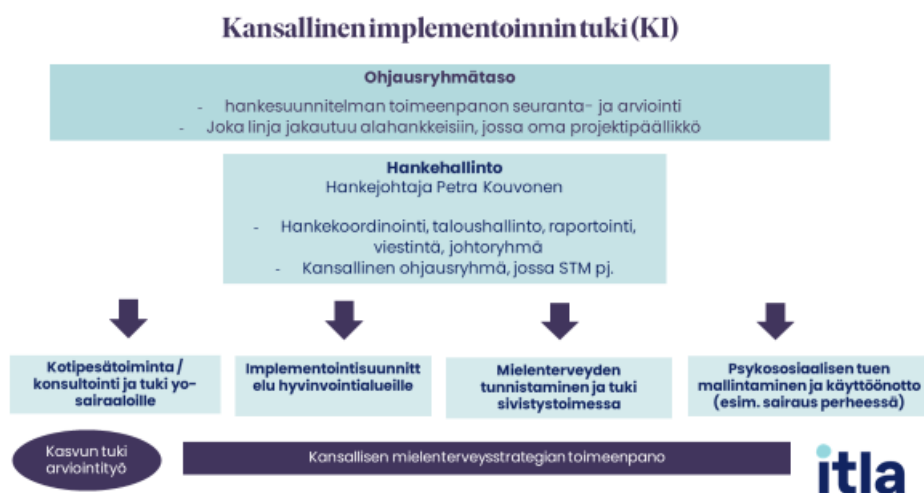 Kansallinen implementoinnin tuki (KI)
Ohjausryhmätaso
- hankesuunnitelman toimeenpanon seuranta- ja arviointi
- Joka linja jakautuu alahankkeisiin, jossa oma projektipäällikkö
Hankehallinto
Hankejohtaja Petra Kouvonen
- Hankekoordinointi, taloushallinto, raportointi,
viestintä, johtoryhmä
- Kansallinen ohjausryhmä, jossa STM pj.
Kotipesätoiminta /
konsultointi ja tuki yo-
sairaaloille
Implementointisuunnitt
elu hyvinvointialueille
Mielenterveyden
tunnistaminen ja tuki
sivistystoimessa
Psykososiaalisen tuen
mallintaminen ja käyttöönotto
(esim. sairaus perheessä)
Kasvun tuki
arviointityö
Kansallisen mielenterveysstrategian toimeenpano
itla